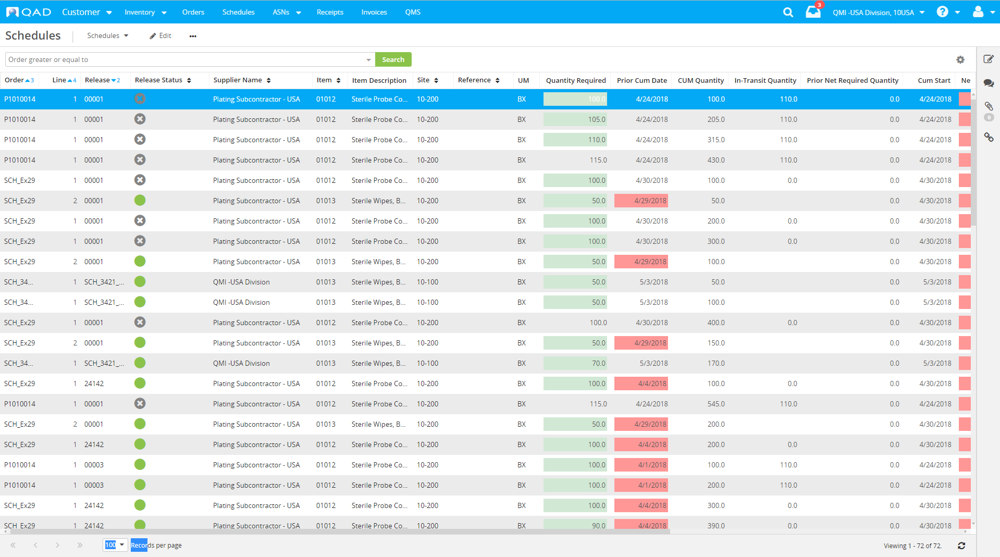 QAD Customer Inventory Orders Schedules ASNs Receipts Invoices QMS 3 QMI -USA Division, 10USA ?
Schedules Schedules Edit ...
Order greater or equal to Search
Order 3 Line 4 Release 2 Release Status Supplier Name Item Item Description Site Reference UM Quantity Required Prior Cum Date CUM Quantity In-Transit Quantity Prior Net Required Quantity Cum Start Ne
P1010014 1 00001 Plating Subcontractor - USA 01012 Sterile Probe Co... 10-200 BX 100.0 4/24/2018 100.0 110.0 0.0 4/24/2018
P1010014 1 00001 Plating Subcontractor - USA 01012 Sterile Probe Co... 10-200 BX 105.0 4/24/2018 205.0 110.0 0.0 4/24/2018
0
P1010014 1 00001 Plating Subcontractor - USA 01012 Sterile Probe Co... 10-200 BX 110.0 4/24/2018 315.0 110.0 0.0 4/24/2018
P1010014 1 00001 Plating Subcontractor - USA 01012 Sterile Probe Co... 10-200 BX 115.0 4/24/2018 430.0 110.0 0.0 4/24/2018
SCH_Ex29 1 00001 Plating Subcontractor - USA 01012 Sterile Probe Co... 10-200 BX 100.0 4/30/2018 100.0 0.0 0.0 4/30/2018
SCH_Ex29 2 00001 Plating Subcontractor - USA 01013 Sterile Wipes, B... 10-200 BX 50.0 4/29/2018 50.0 0.0 4/30/2018
SCH_Ex29 1 00001 Plating Subcontractor - USA 01012 Sterile Probe Co... 10-200 BX 100.0 4/30/2018 200.0 0.0 0.0 4/30/2018
SCH_Ex29 1 00001 Plating Subcontractor - USA 01012 Sterile Probe Co... 10-200 BX 100.0 4/30/2018 300.0 0.0 0.0 4/30/2018
SCH_Ex29 2 00001 Plating Subcontractor - USA 01013 Sterile Wipes, B... 10-200 BX 50.0 4/29/2018 100.0 0.0 4/30/2018
SCH_34... 1 SCH_3421_... QMI -USA Division 01013 Sterile Wipes, B... 10-100 BX 50.0 5/3/2018 50.0 0.0 5/3/2018
SCH_34... 1 SCH_3421_... QMI -USA Division 01013 Sterile Wipes, B... 10-100 BX 50.0 5/3/2018 100.0 0.0 5/3/2018
SCH_Ex29 1 00001 Plating Subcontractor - USA 01012 Sterile Probe Co... 10-200 BX 100.0 4/30/2018 400.0 0.0 0.0 4/30/2018
SCH_Ex29 2 00001 Plating Subcontractor - USA 01013 Sterile Wipes, B... 10-200 BX 50.0 4/29/2018 150.0 0.0 4/30/2018
SCH_34... 1 SCH_3421_... QMI -USA Division 01013 Sterile Wipes, B... 10-100 BX 70.0 5/3/2018 170.0 0.0 5/3/2018
SCH_Ex29 1 24142 Plating Subcontractor - USA 01012 Sterile Probe Co... 10-200 BX 100.0 4/4/2018 100.0 0.0 0.0 4/30/2018
P1010014 1 00001 Plating Subcontractor - USA 01012 Sterile Probe Co... 10-200 BX 115.0 4/24/2018 545.0 110.0 0.0 4/24/2018
SCH_Ex29 2 00001 Plating Subcontractor - USA 01013 Sterile Wipes, B... 10-200 BX 50.0 4/29/2018 200.0 0.0 4/30/2018
SCH_Ex29 1 24142 Plating Subcontractor - USA 01012 Sterile Probe Co... 10-200 BX 100.0 4/4/2018 200.0 0.0 0.0 4/30/2018
P1010014 1 00003 Plating Subcontractor - USA 01012 Sterile Probe Co... 10-200 BX 100.0 4/1/2018 100.0 110.0 0.0 4/24/2018
P1010014 1 00003 Plating Subcontractor - USA 01012 Sterile Probe Co... 10-200 BX 100.0 4/1/2018 200.0 110.0 0.0 4/24/2018
SCH_Ex29 1 24142 Plating Subcontractor - USA 01012 Sterile Probe Co... 10-200 BX 100.0 4/4/2018 300.0 0.0 0.0 4/30/2018
SCH_Ex29 1 24142 Plating Subcontractor - USA 01012 Sterile Probe Co... 10-200 BX 90.0 4/4/2018 390.0 0.0 0.0 4/30/2018
100 Records per page Viewing 1 - 72 of 72.